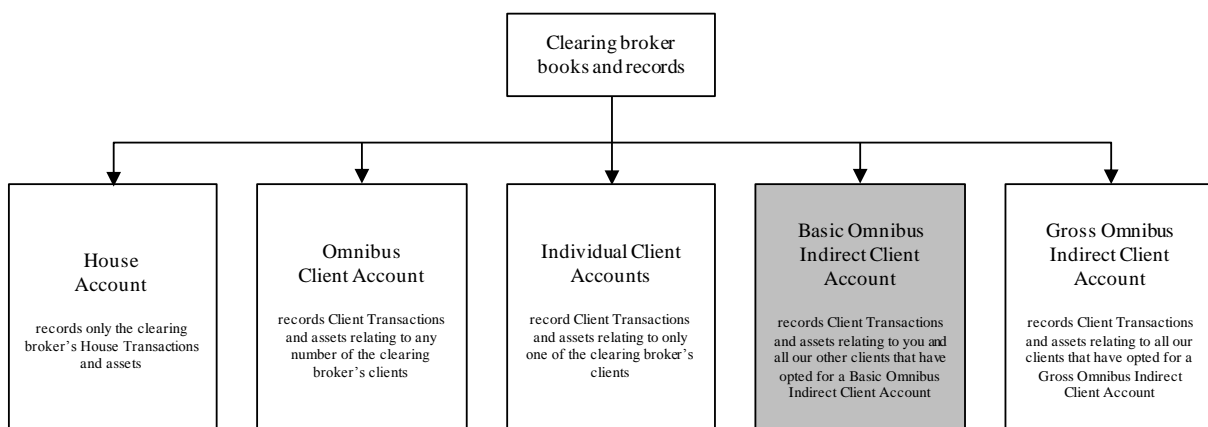 Clearing broker
books and records
House
Account
records only the clearing
broker's House Transactions
and assets
Omnibus
Client Account
records Client Transactions
and assets relating to any
number of the clearing
broker's clients
Individual Client
Accounts
record Client Transactions
and assets relating to only
one of the clearing broker's
clients
Basic Omnibus
Indirect Client
Account
records Client Transactions
and assets relating to you and
all our other clients that have
opted for a Basic Omnibus
Indirect Client Account
Gross Omnibus
Indirect Client
Account
records Client Transactions
and assets relating to all our
clients that have opted for a
Gross Omnibus Indirect
Client Account